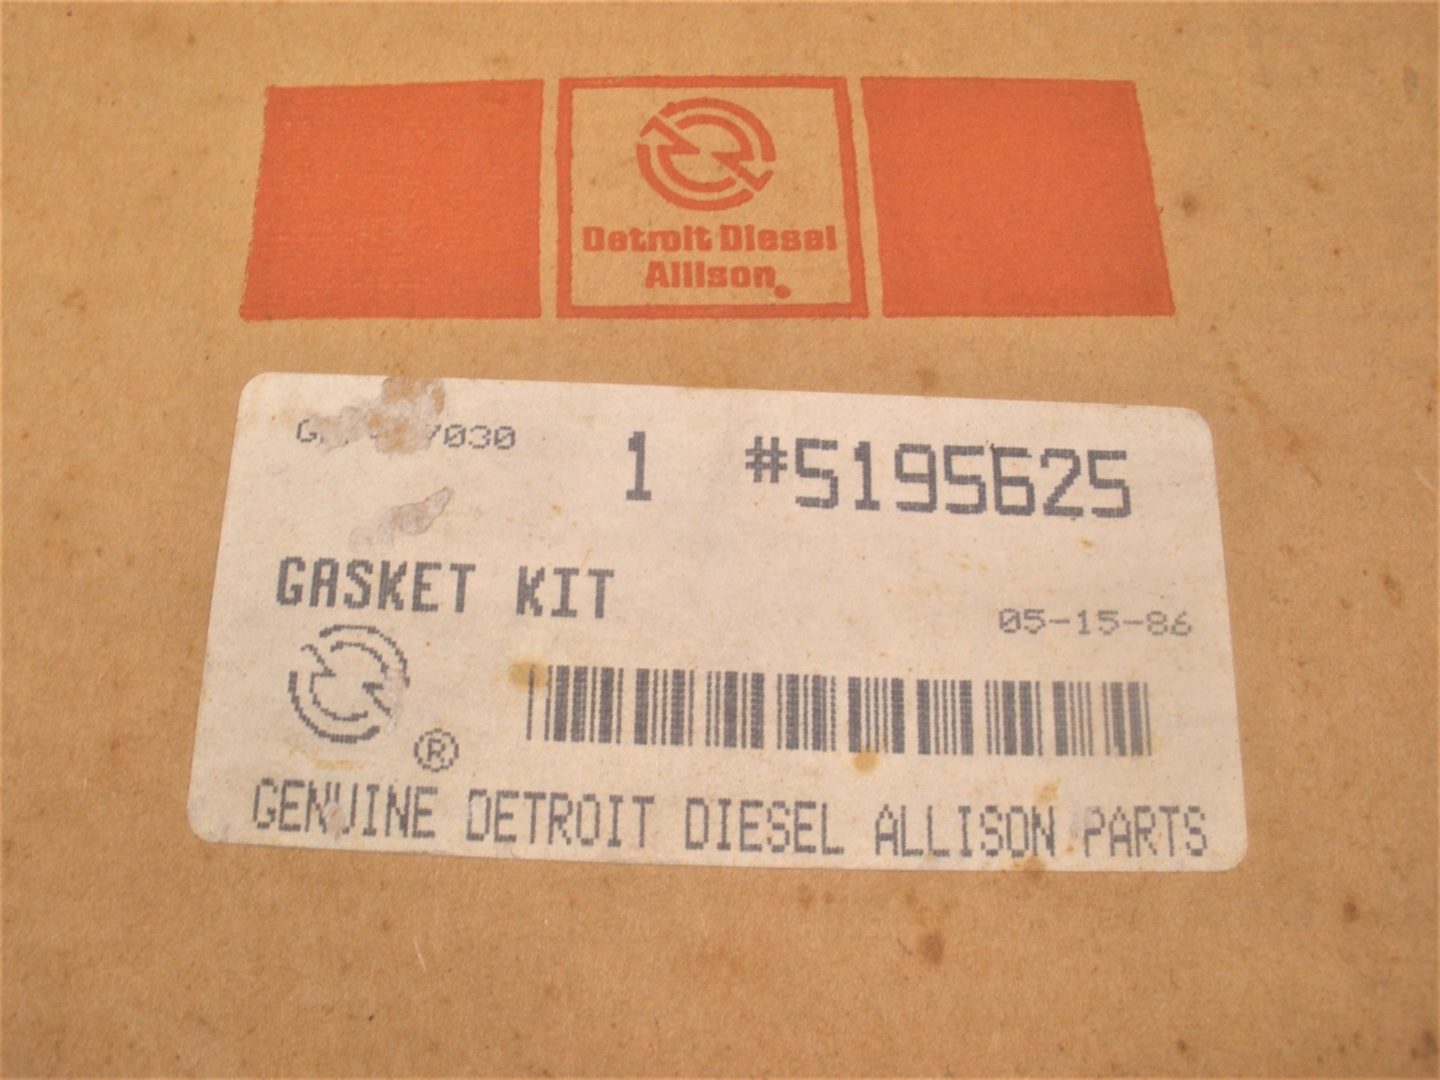 Detroit Diesel
Allison
1 #5195625
GASKET KIT
05-15-86
®
GENUINE DETROIT DIESEL ALLISON PARTS